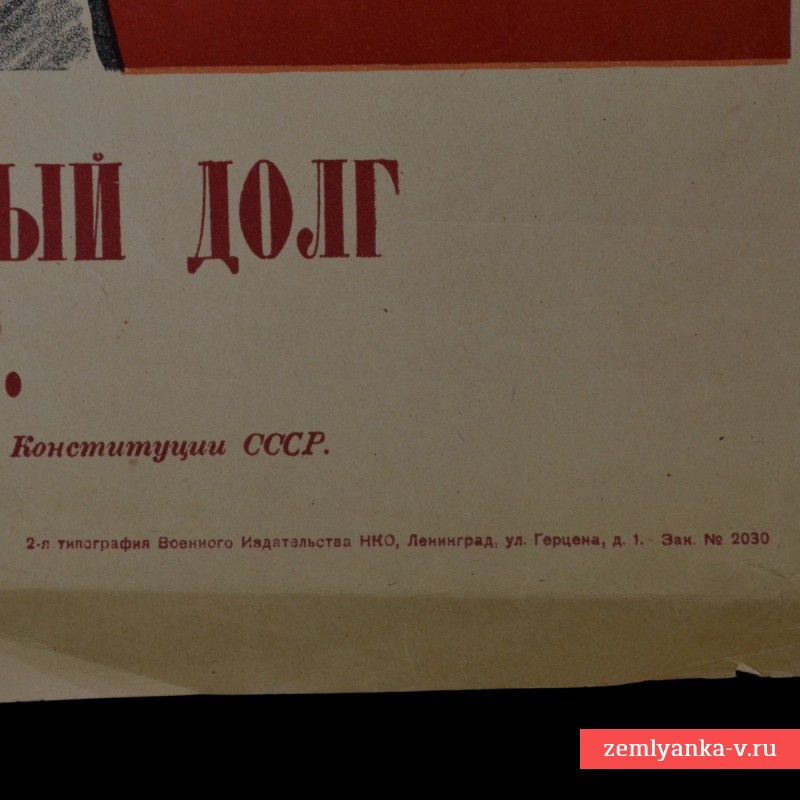 ЫЙ ДОЛГ
.
Конституции СССР.
2-я типография Военного Издательства НКО, Ленинград, ул. Герцена, д. 1. Зак. № 2030
zemlyanka-v.ru